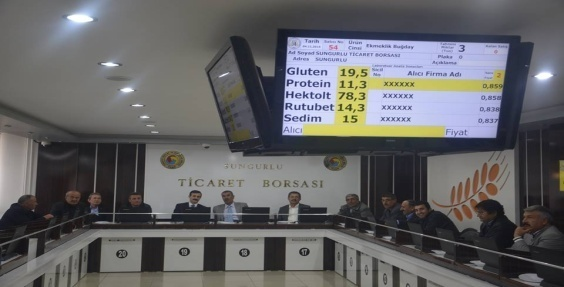 Tarih Ürün Cinsi Ekmeklik Buğday 3
54
Ad Soyad SUNGURLU TİCARET BORSASI Plaka 0
Adres SUNGURLU Açıklama
Gluten 19,5 No Alıcı Firma Adı 2
Protein 11,3 XXXXXX 0,859
Hektolt 78,3 XXXXXX 0,858
Rutubet 14,3 XXXXXX 0,838
Sedim 15 XXXXXX 0,837
Alıcı Fiyat
SUNGURLU
TİCARET BORSASI
20 19 18 17